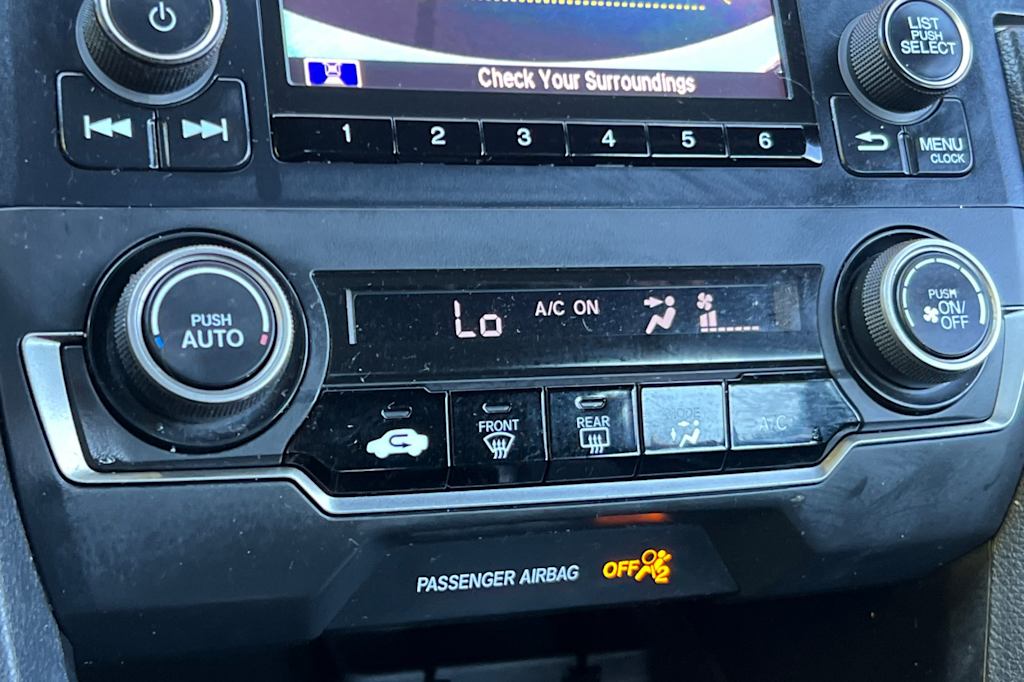 LIST
PUSH
SELECT
Check Your Surroundings
1 2 3 4 5 6
MENU
CLOCK
PUSH
AUTO
Lo
A/C ON
PUSH
ON/
OFF
FRONT
REAR
MODE
A/C
PASSENGER AIRBAG OFF 2